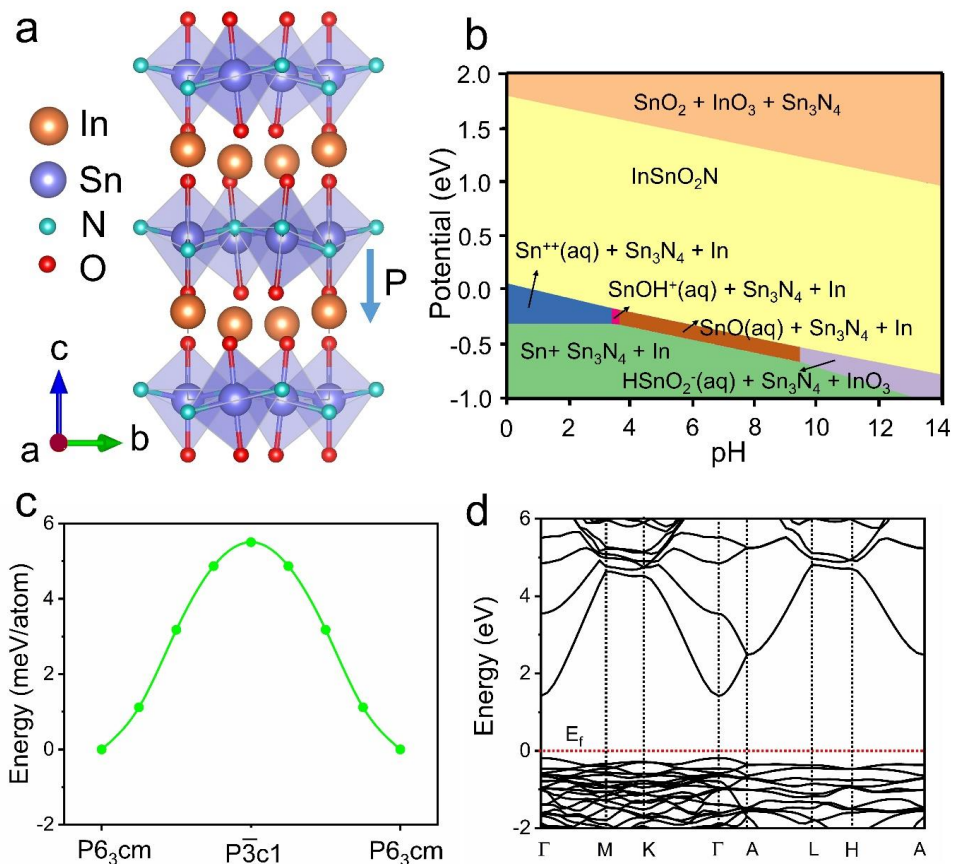 a
In
Sn
N
O
P
c
a
b
b
Potential (eV)
2.0
1.5
1.0
0.5
0.0
-0.5
-1.0
SnO₂ + InO₃ + Sn₃N₄
InSnO₂N
Sn⁺⁺(aq) + Sn₃N₄ + In
SnOH⁺(aq) + Sn₃N₄ + In
SnO(aq) + Sn₃N₄ + In
Sn+ Sn₃N₄ + In
HSnO₂⁻(aq) + Sn₃N₄ + InO₃
0 2 4 6 8 10 12 14
pH
c
Energy (meV/atom)
6
4
2
0
-2
P6₃cm P3̅c1 P6₃cm
d
Energy (eV)
6
4
2
0
-2
E_f
Γ M K Γ A L H A